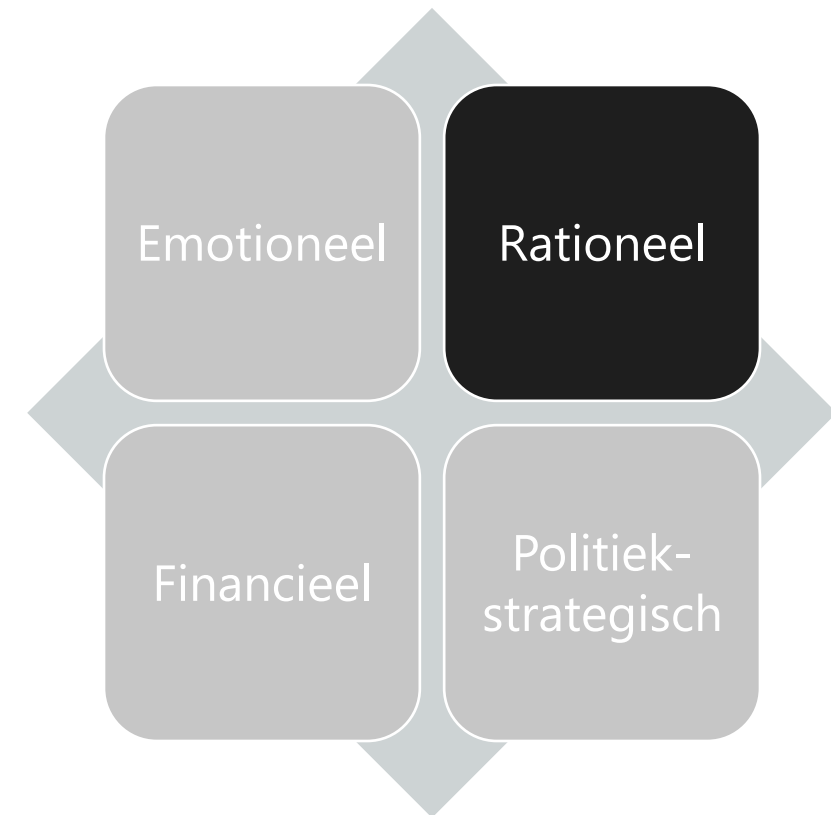 Emotioneel
Rationeel
Financieel
Politiek-
strategisch